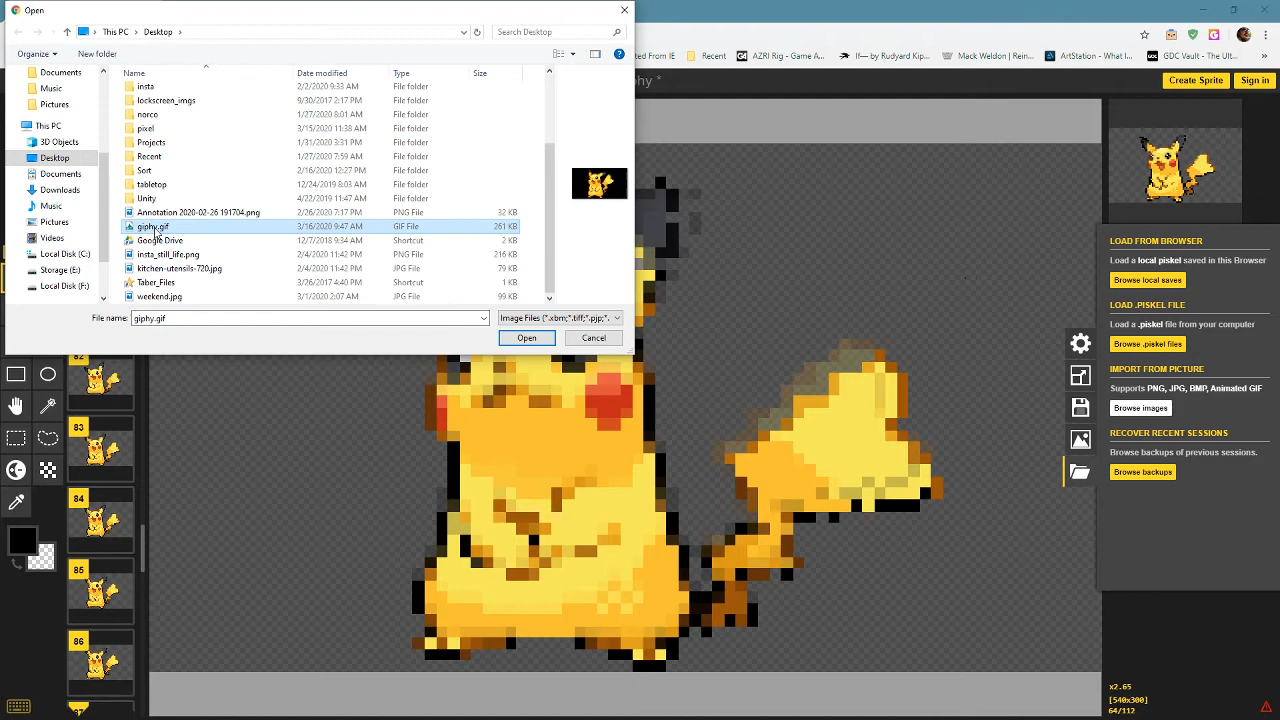 Open
This PC > Desktop >
Search Desktop
Organize
New folder
Name
Date modified
Type
Size
Documents
Music
Pictures
This PC
3D Objects
Desktop
Documents
Downloads
Music
Pictures
Videos
Local Disk (C:)
Storage (E:)
Local Disk (F:)
insta 2/2/2020 9:33 AM File folder
lockscreen_imgs 9/30/2017 2:17 PM File folder
norco 1/27/2020 8:01 AM File folder
pixel 3/15/2020 11:38 AM File folder
Projects 1/31/2020 3:31 PM File folder
Recent 1/27/2020 7:59 AM File folder
Sort 2/16/2020 12:27 PM File folder
tabletop 12/24/2019 8:03 AM File folder
Unity 4/22/2019 11:47 AM File folder
Annotation 2020-02-26 191704.png 2/26/2020 7:17 PM PNG File 32 KB
giphy.gif 3/16/2020 9:47 AM GIF File 261 KB
Google Drive 12/7/2018 9:34 AM Shortcut 2 KB
insta_still_life.png 2/4/2020 11:42 PM PNG File 216 KB
kitchen-utensils-720.jpg 2/4/2020 11:42 PM JPG File 79 KB
Taber_Files 3/26/2017 4:40 PM Shortcut 1 KB
weekend.jpg 3/1/2020 2:07 AM JPG File 99 KB
File name: giphy.gif
Image Files (*.xbm;*.tiff;*.pjp;*.
Open
Cancel
ported From IE
Recent
AZRI Rig - Game A...
If— by Rudyard Kip...
Mack Weldon | Rein...
ArtStation - What I...
GDC Vault - The Ult...
phy *
Create Sprite
Sign in
LOAD FROM BROWSER
Load a local piskel saved in this Browser
Browse local saves
LOAD .PISKEL FILE
Load a .piskel file from your computer
Browse .piskel files
IMPORT FROM PICTURE
Supports PNG, JPG, BMP, Animated GIF
Browse images
RECOVER RECENT SESSIONS
Browse backups of previous sessions.
Browse backups
82
83
84
85
86
x2.65
[540x300]
64/112